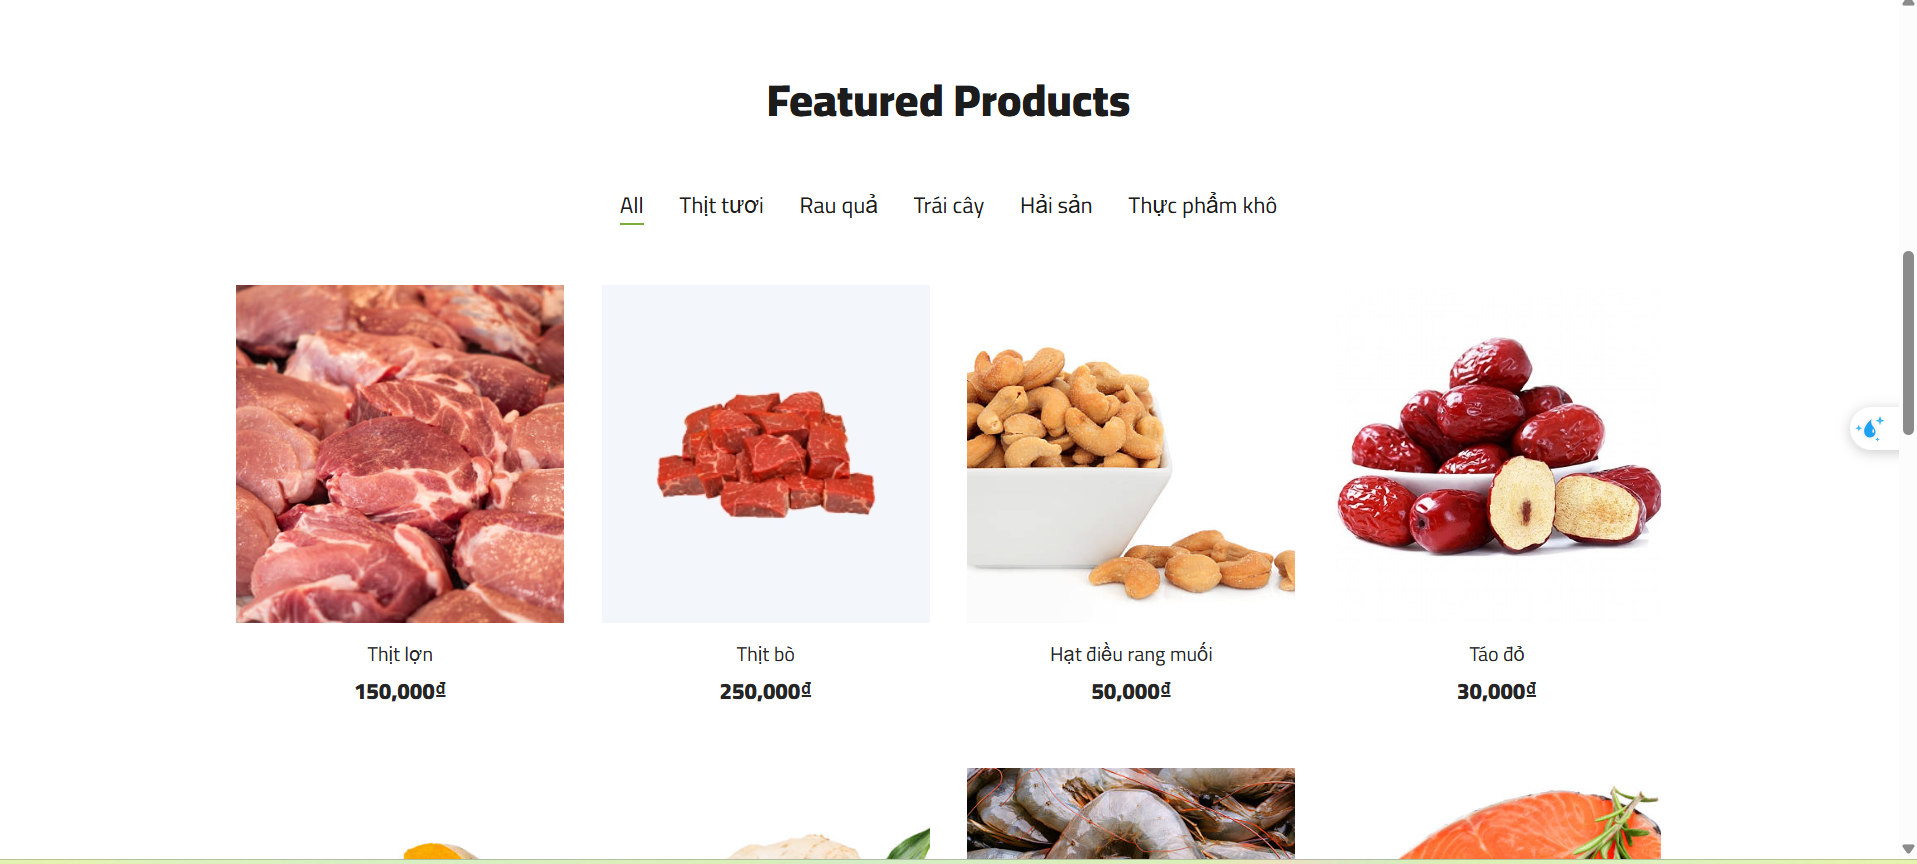 Featured Products
All Thịt tươi Rau quả Trái cây Hải sản Thực phẩm khô
Thịt lợn
150,000₫
Thịt bò
250,000₫
Hạt điều rang muối
50,000₫
Táo đỏ
30,000₫